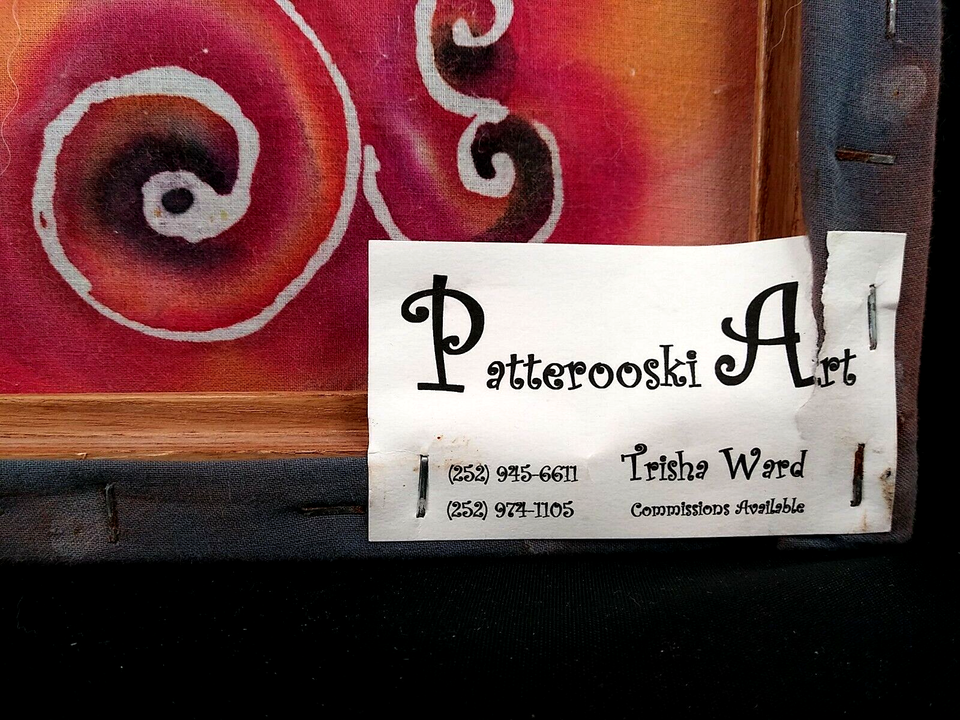 Patterooski Art
(252) 945-6611 Trisha Ward
(252) 974-1105 Commissions Available